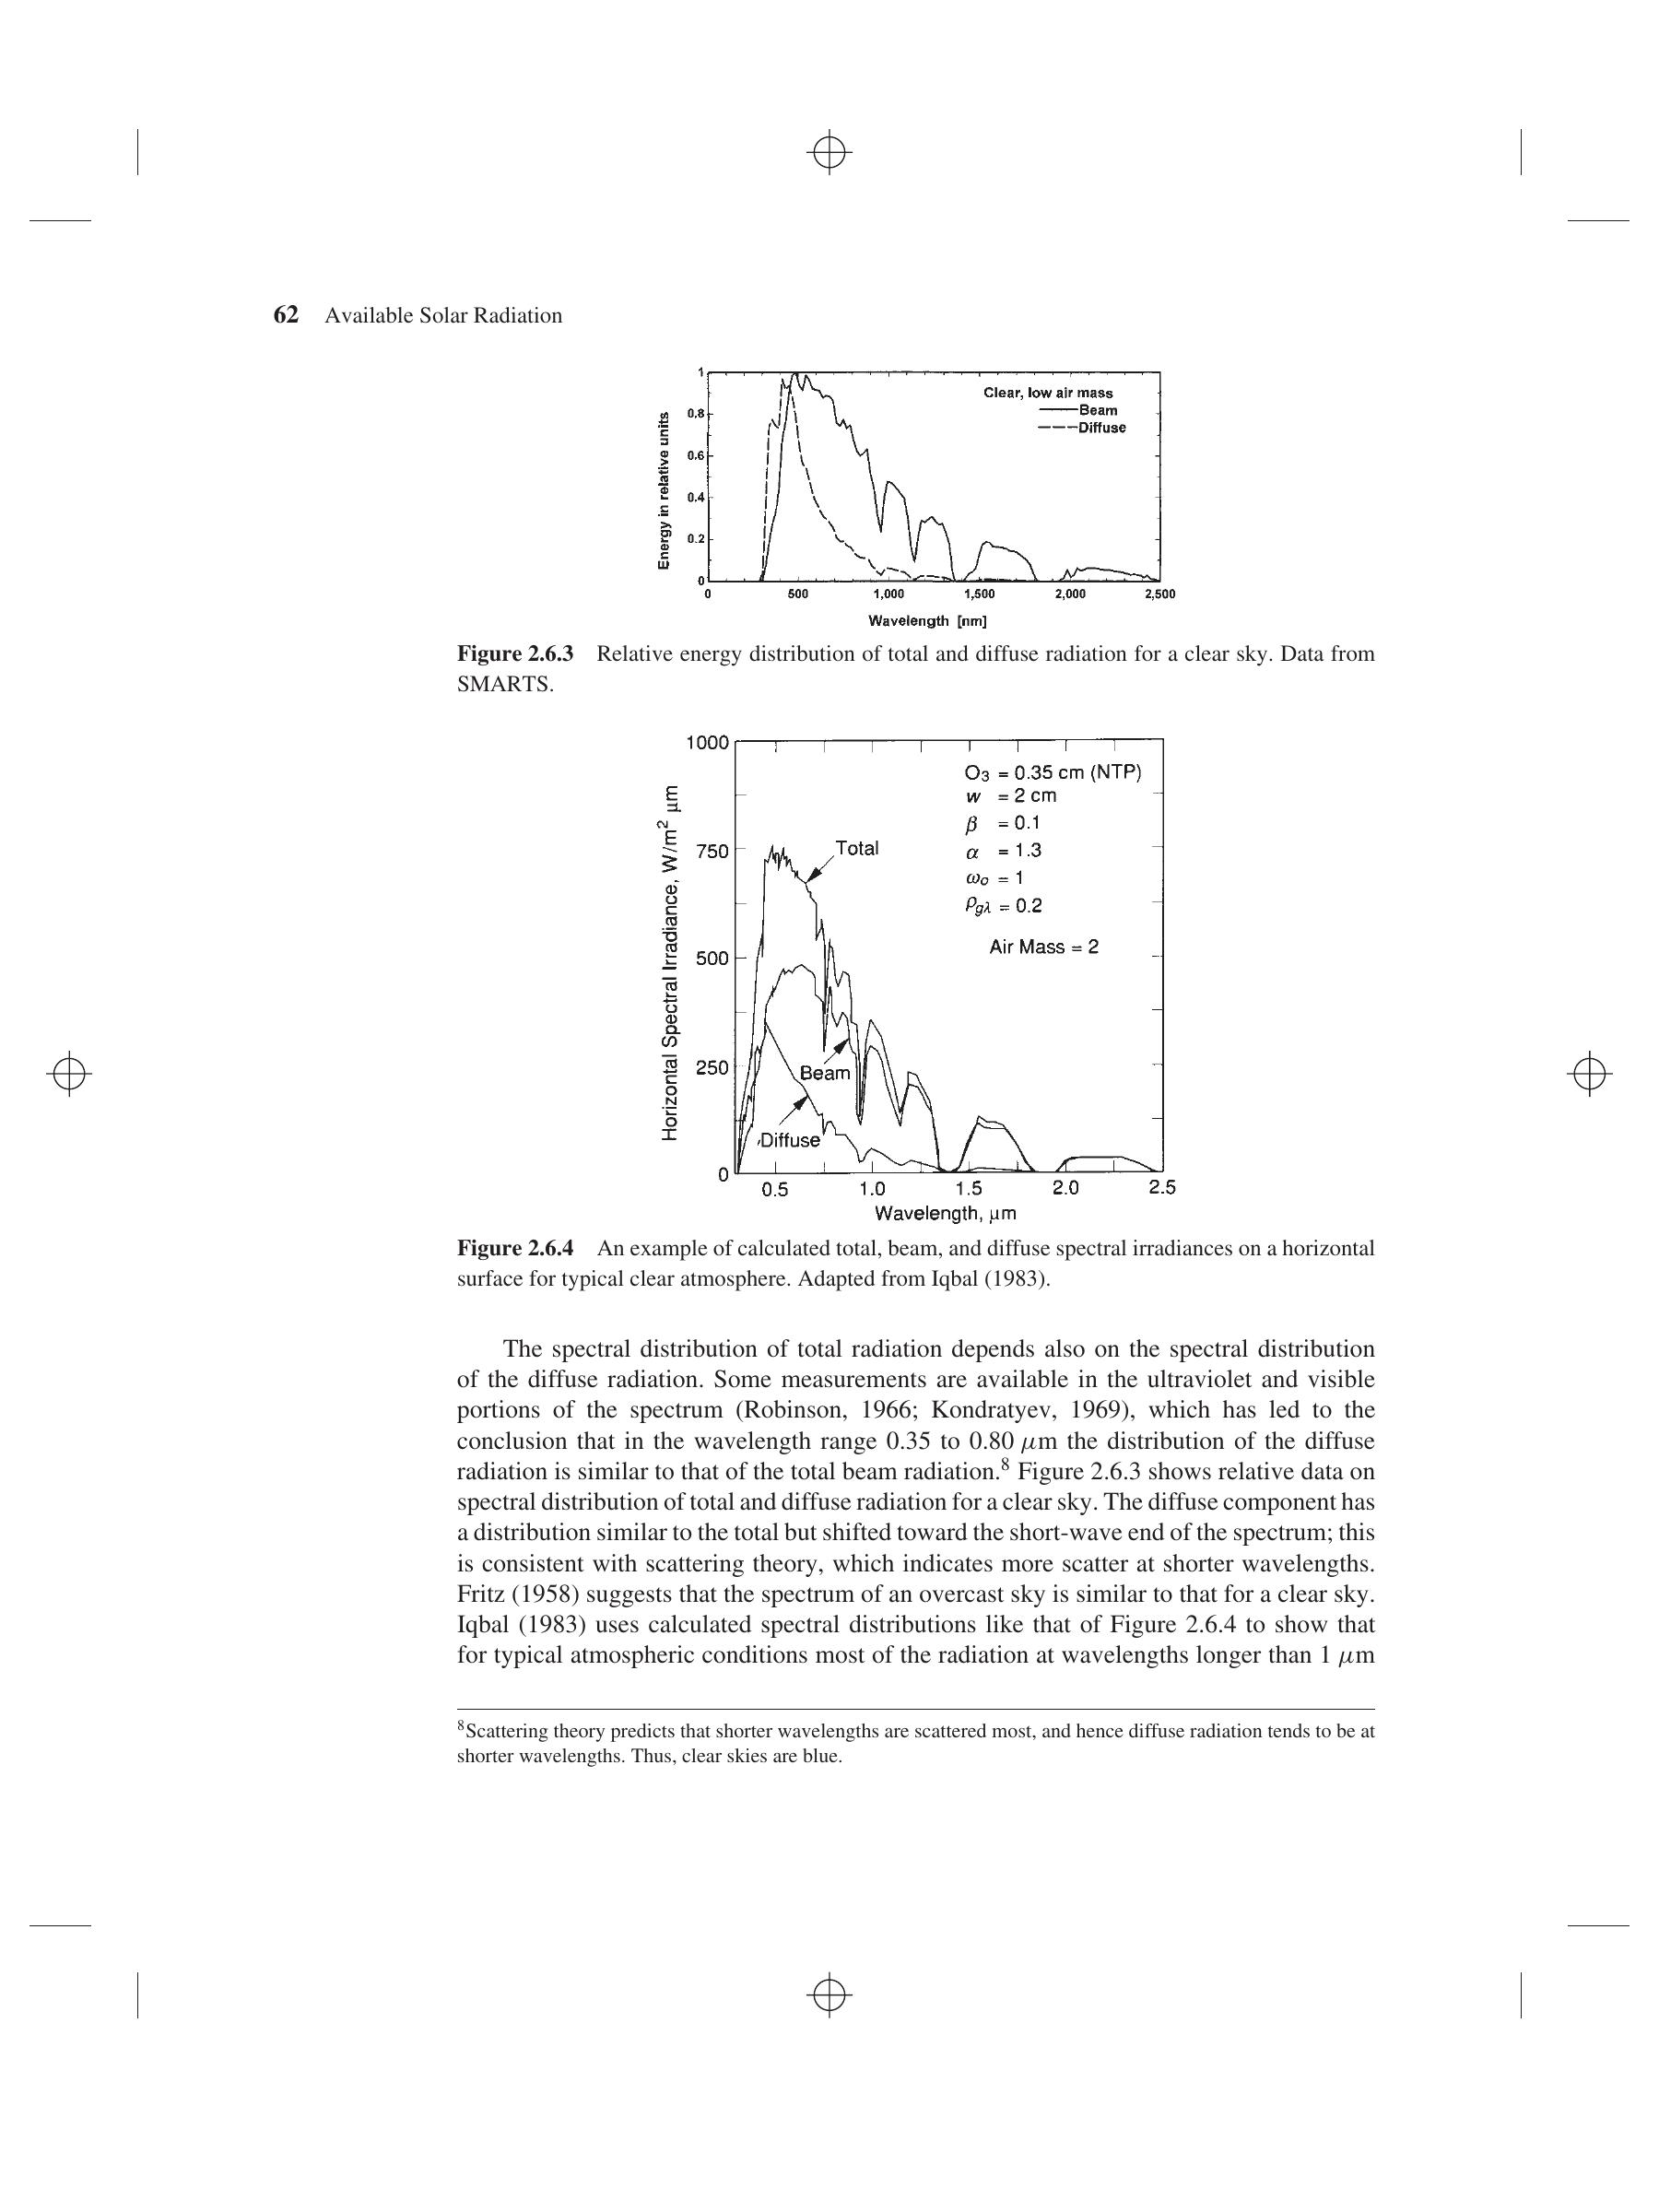 62 Available Solar Radiation
Clear, low air mass
Beam
Diffuse
Energy in relative units
1
0.8
0.6
0.4
0.2
0
0 500 1,000 1,500 2,000 2,500
Wavelength [nm]
Figure 2.6.3 Relative energy distribution of total and diffuse radiation for a clear sky. Data from
SMARTS.
1000
750
500
250
0
Horizontal Spectral Irradiance, W/m² μm
O₃ = 0.35 cm (NTP)
w = 2 cm
β = 0.1
α = 1.3
ω₀ = 1
ρgλ = 0.2
Air Mass = 2
Total
Beam
Diffuse
0.5 1.0 1.5 2.0 2.5
Wavelength, μm
Figure 2.6.4 An example of calculated total, beam, and diffuse spectral irradiances on a horizontal
surface for typical clear atmosphere. Adapted from Iqbal (1983).
The spectral distribution of total radiation depends also on the spectral distribution
of the diffuse radiation. Some measurements are available in the ultraviolet and visible
portions of the spectrum (Robinson, 1966; Kondratyev, 1969), which has led to the
conclusion that in the wavelength range 0.35 to 0.80 μm the distribution of the diffuse
radiation is similar to that of the total beam radiation.⁸ Figure 2.6.3 shows relative data on
spectral distribution of total and diffuse radiation for a clear sky. The diffuse component has
a distribution similar to the total but shifted toward the short-wave end of the spectrum; this
is consistent with scattering theory, which indicates more scatter at shorter wavelengths.
Fritz (1958) suggests that the spectrum of an overcast sky is similar to that for a clear sky.
Iqbal (1983) uses calculated spectral distributions like that of Figure 2.6.4 to show that
for typical atmospheric conditions most of the radiation at wavelengths longer than 1 μm
⁸Scattering theory predicts that shorter wavelengths are scattered most, and hence diffuse radiation tends to be at
shorter wavelengths. Thus, clear skies are blue.